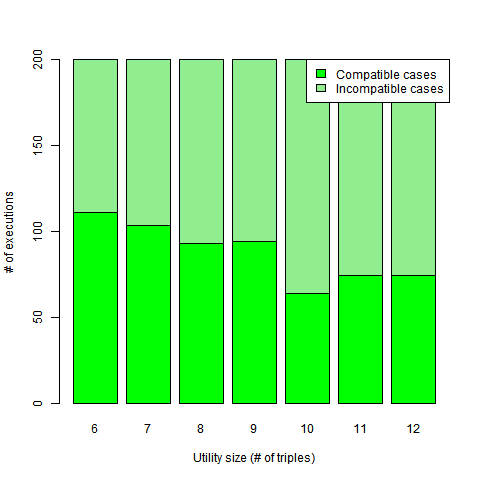 Compatible cases
Incompatible cases
# of executions
200
150
100
50
0
6 7 8 9 10 11 12
Utility size (# of triples)